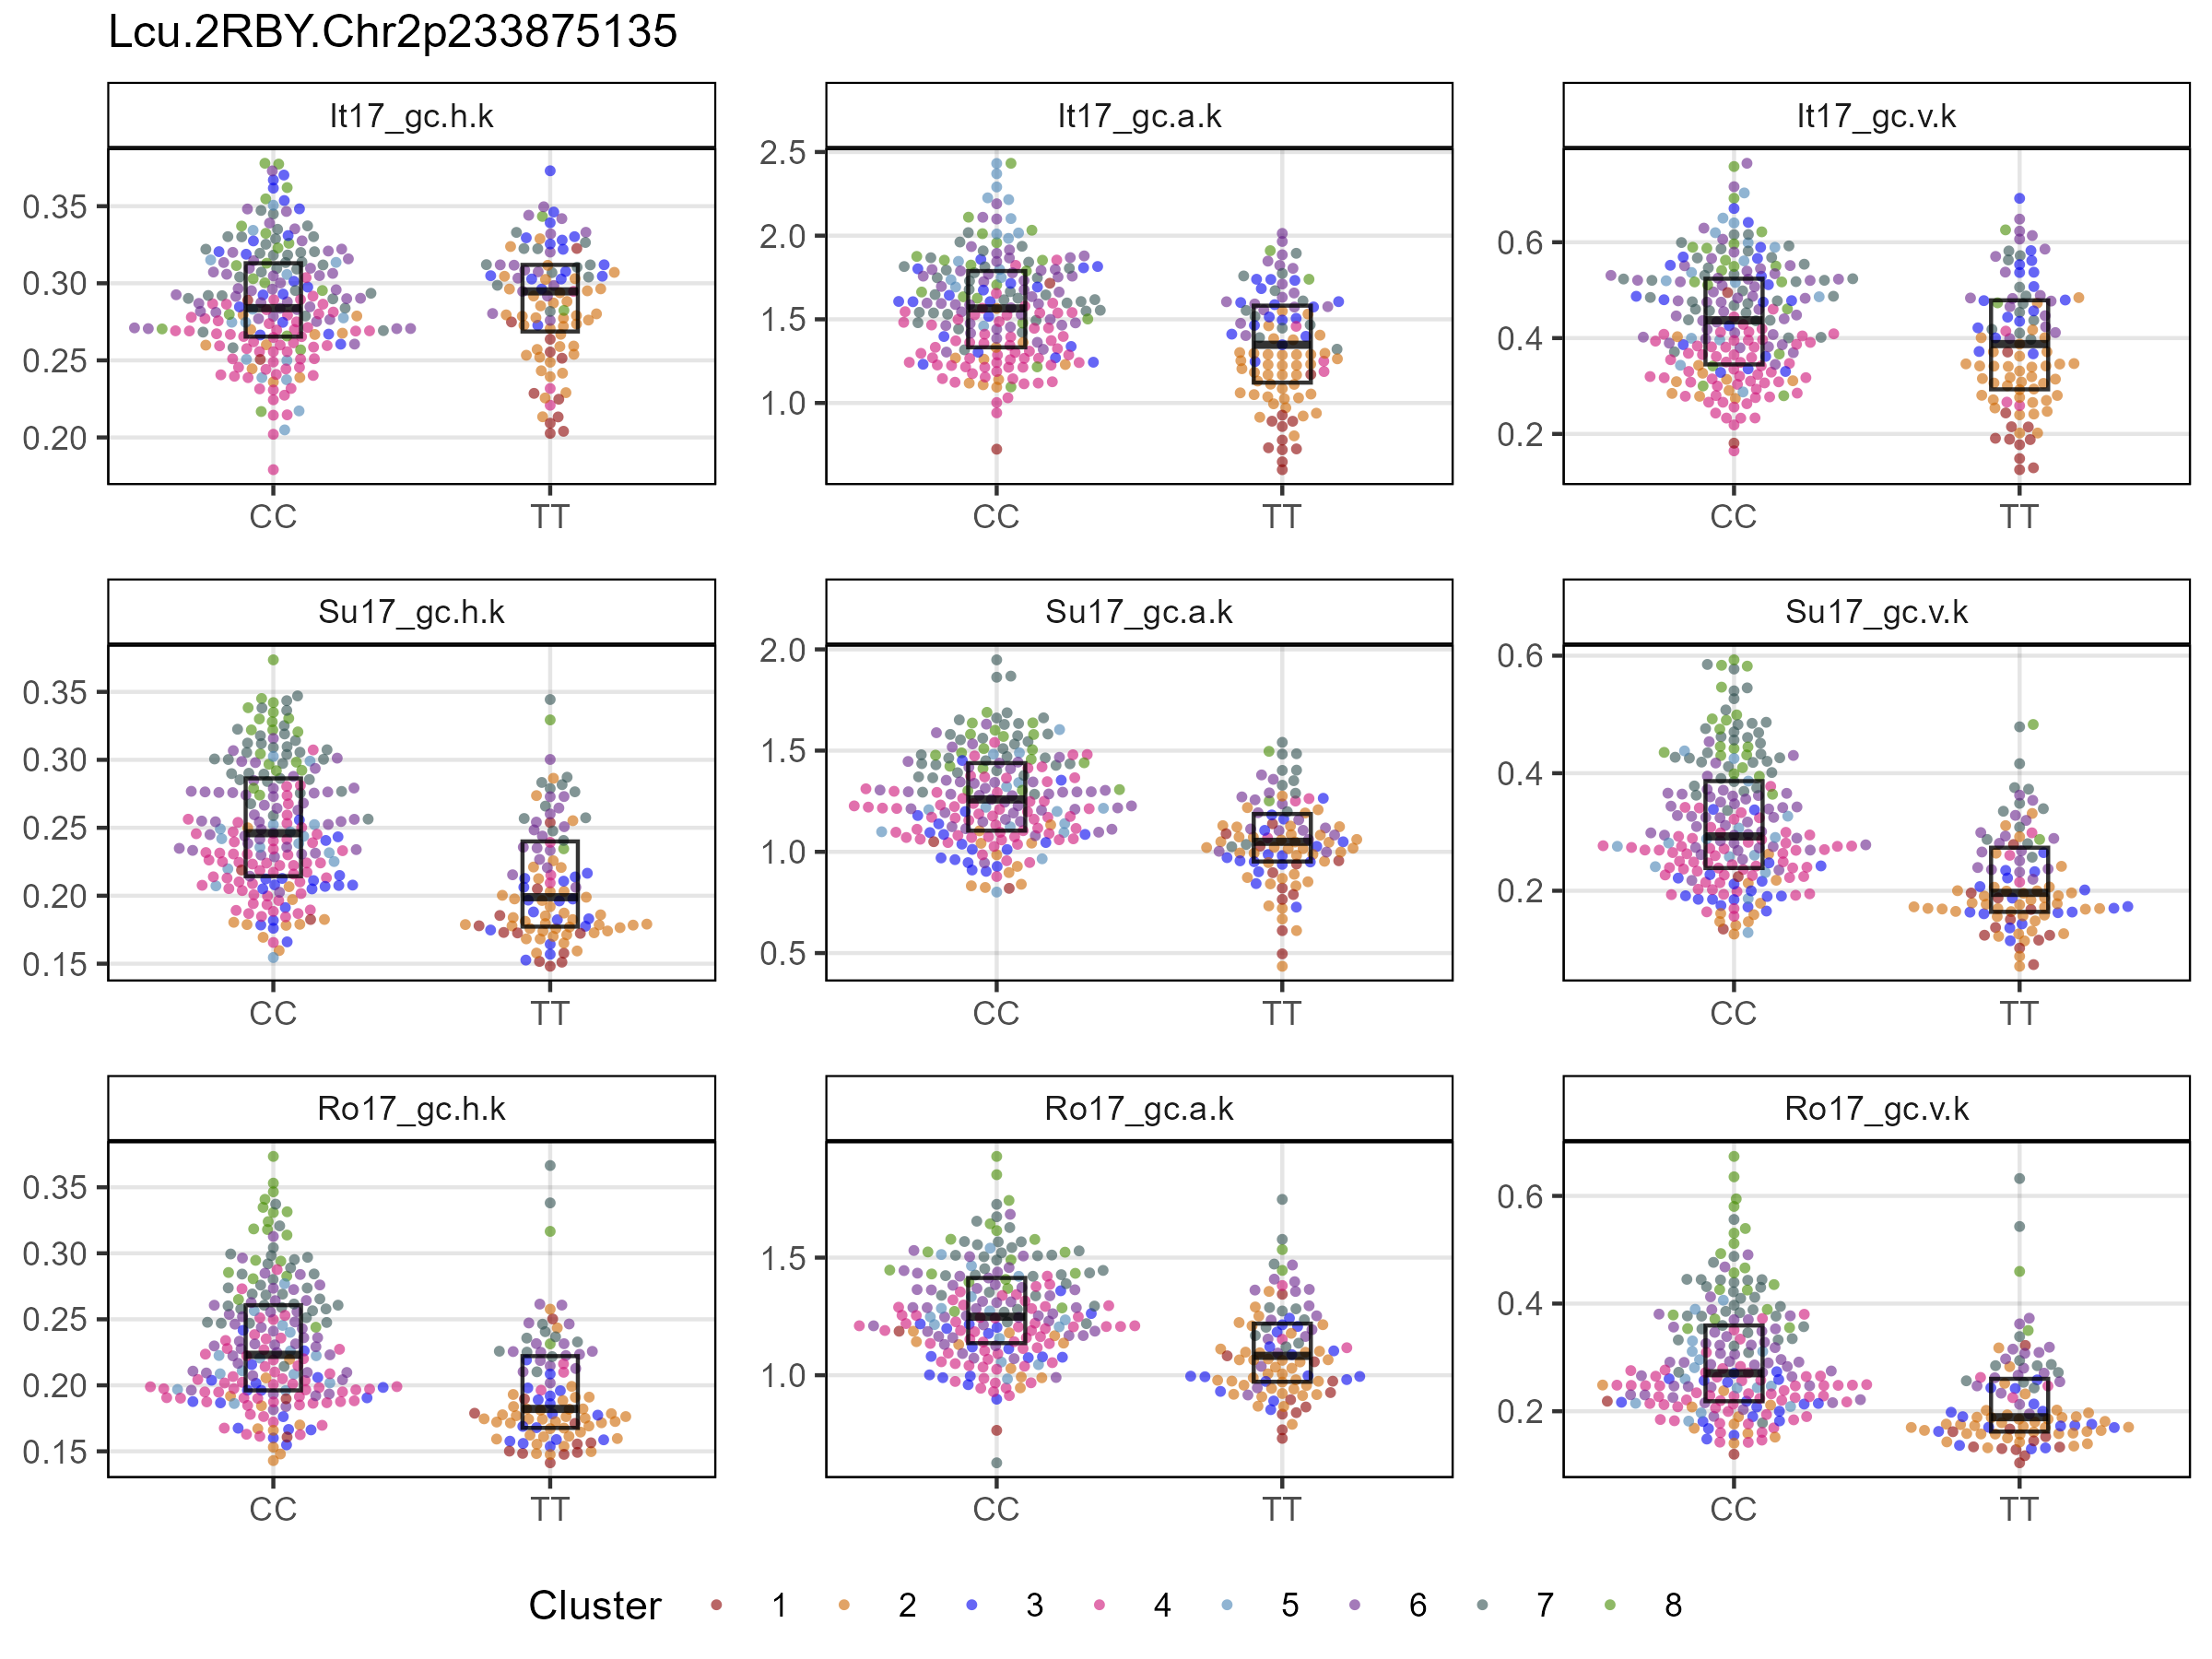 Lcu.2RBY.Chr2p233875135
It17_gc.h.k
It17_gc.a.k
It17_gc.v.k
0.35
0.30
0.25
0.20
2.5
2.0
1.5
1.0
0.6
0.4
0.2
CC
TT
CC
TT
CC
TT
Su17_gc.h.k
Su17_gc.a.k
Su17_gc.v.k
0.35
0.30
0.25
0.20
0.15
2.0
1.5
1.0
0.5
0.6
0.4
0.2
CC
TT
CC
TT
CC
TT
Ro17_gc.h.k
Ro17_gc.a.k
Ro17_gc.v.k
0.35
0.30
0.25
0.20
0.15
1.5
1.0
0.6
0.4
0.2
CC
TT
CC
TT
CC
TT
Cluster 1 2 3 4 5 6 7 8